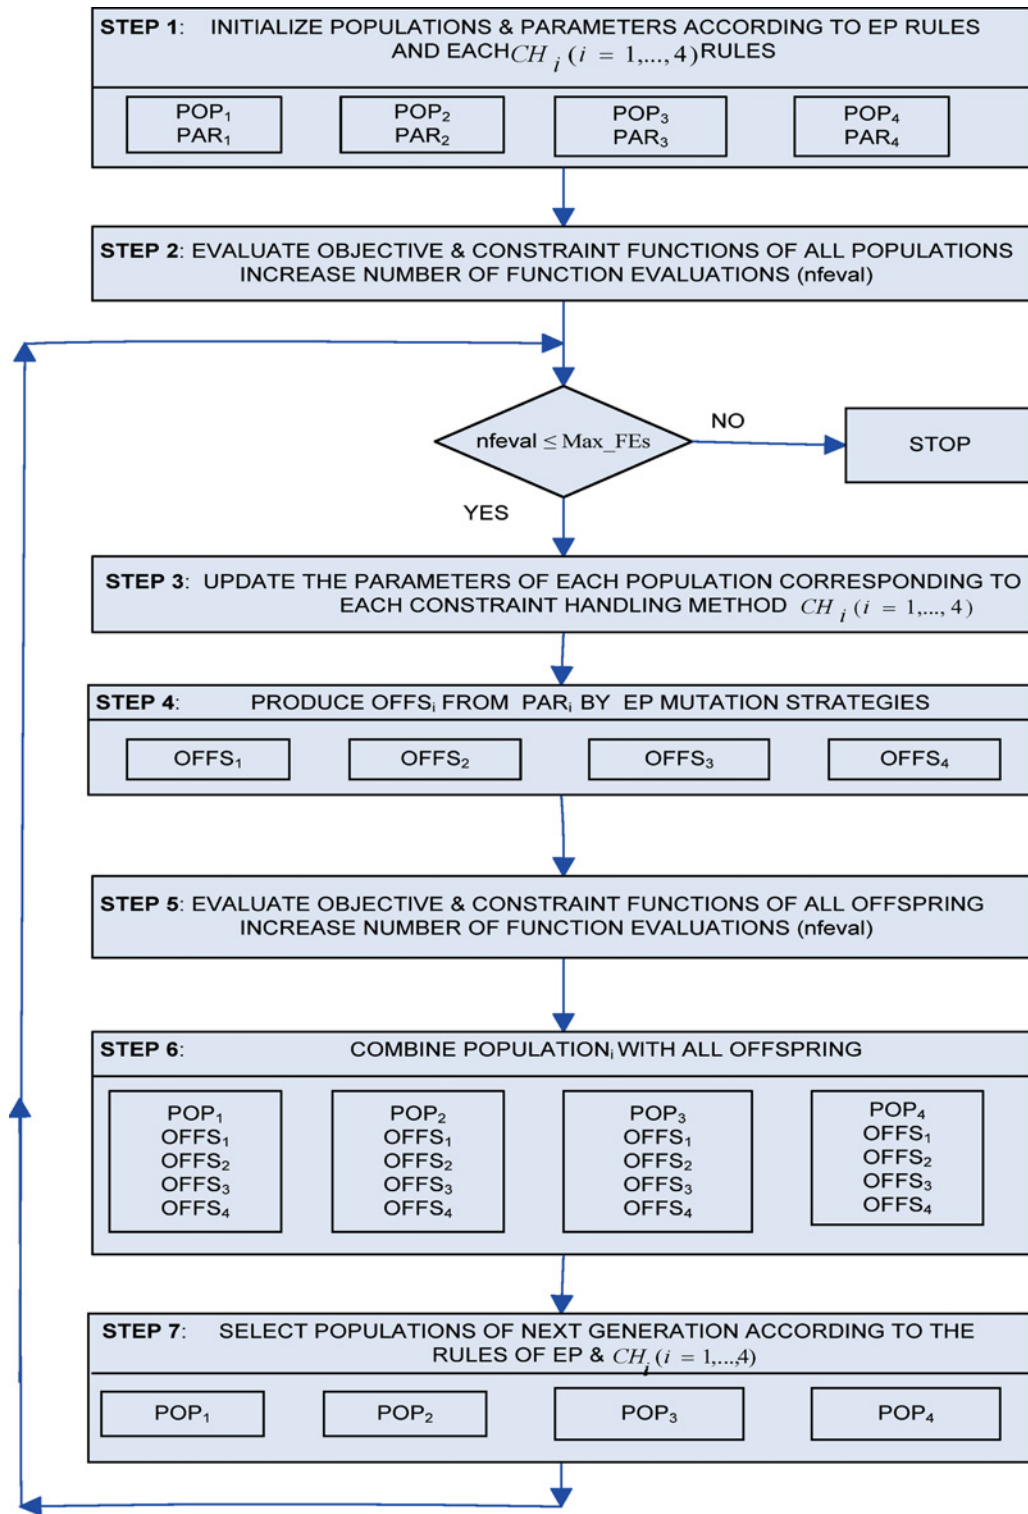 STEP 1: INITIALIZE POPULATIONS & PARAMETERS ACCORDING TO EP RULES
AND EACH CH i (i = 1,..., 4) RULES
POP₁ POP₂ POP₃ POP₄
PAR₁ PAR₂ PAR₃ PAR₄
STEP 2: EVALUATE OBJECTIVE & CONSTRAINT FUNCTIONS OF ALL POPULATIONS
INCREASE NUMBER OF FUNCTION EVALUATIONS (nfeval)
nfeval ≤ Max_FEs
NO
STOP
YES
STEP 3: UPDATE THE PARAMETERS OF EACH POPULATION CORRESPONDING TO
EACH CONSTRAINT HANDLING METHOD CH i (i = 1,..., 4)
STEP 4: PRODUCE OFFSᵢ FROM PARᵢ BY EP MUTATION STRATEGIES
OFFS₁ OFFS₂ OFFS₃ OFFS₄
STEP 5: EVALUATE OBJECTIVE & CONSTRAINT FUNCTIONS OF ALL OFFSPRING
INCREASE NUMBER OF FUNCTION EVALUATIONS (nfeval)
STEP 6: COMBINE POPULATIONᵢ WITH ALL OFFSPRING
POP₁ POP₂ POP₃ POP₄
OFFS₁ OFFS₁ OFFS₁ OFFS₁
OFFS₂ OFFS₂ OFFS₂ OFFS₂
OFFS₃ OFFS₃ OFFS₃ OFFS₃
OFFS₄ OFFS₄ OFFS₄ OFFS₄
STEP 7: SELECT POPULATIONS OF NEXT GENERATION ACCORDING TO THE
RULES OF EP & CH i (i = 1,...,4)
POP₁ POP₂ POP₃ POP₄